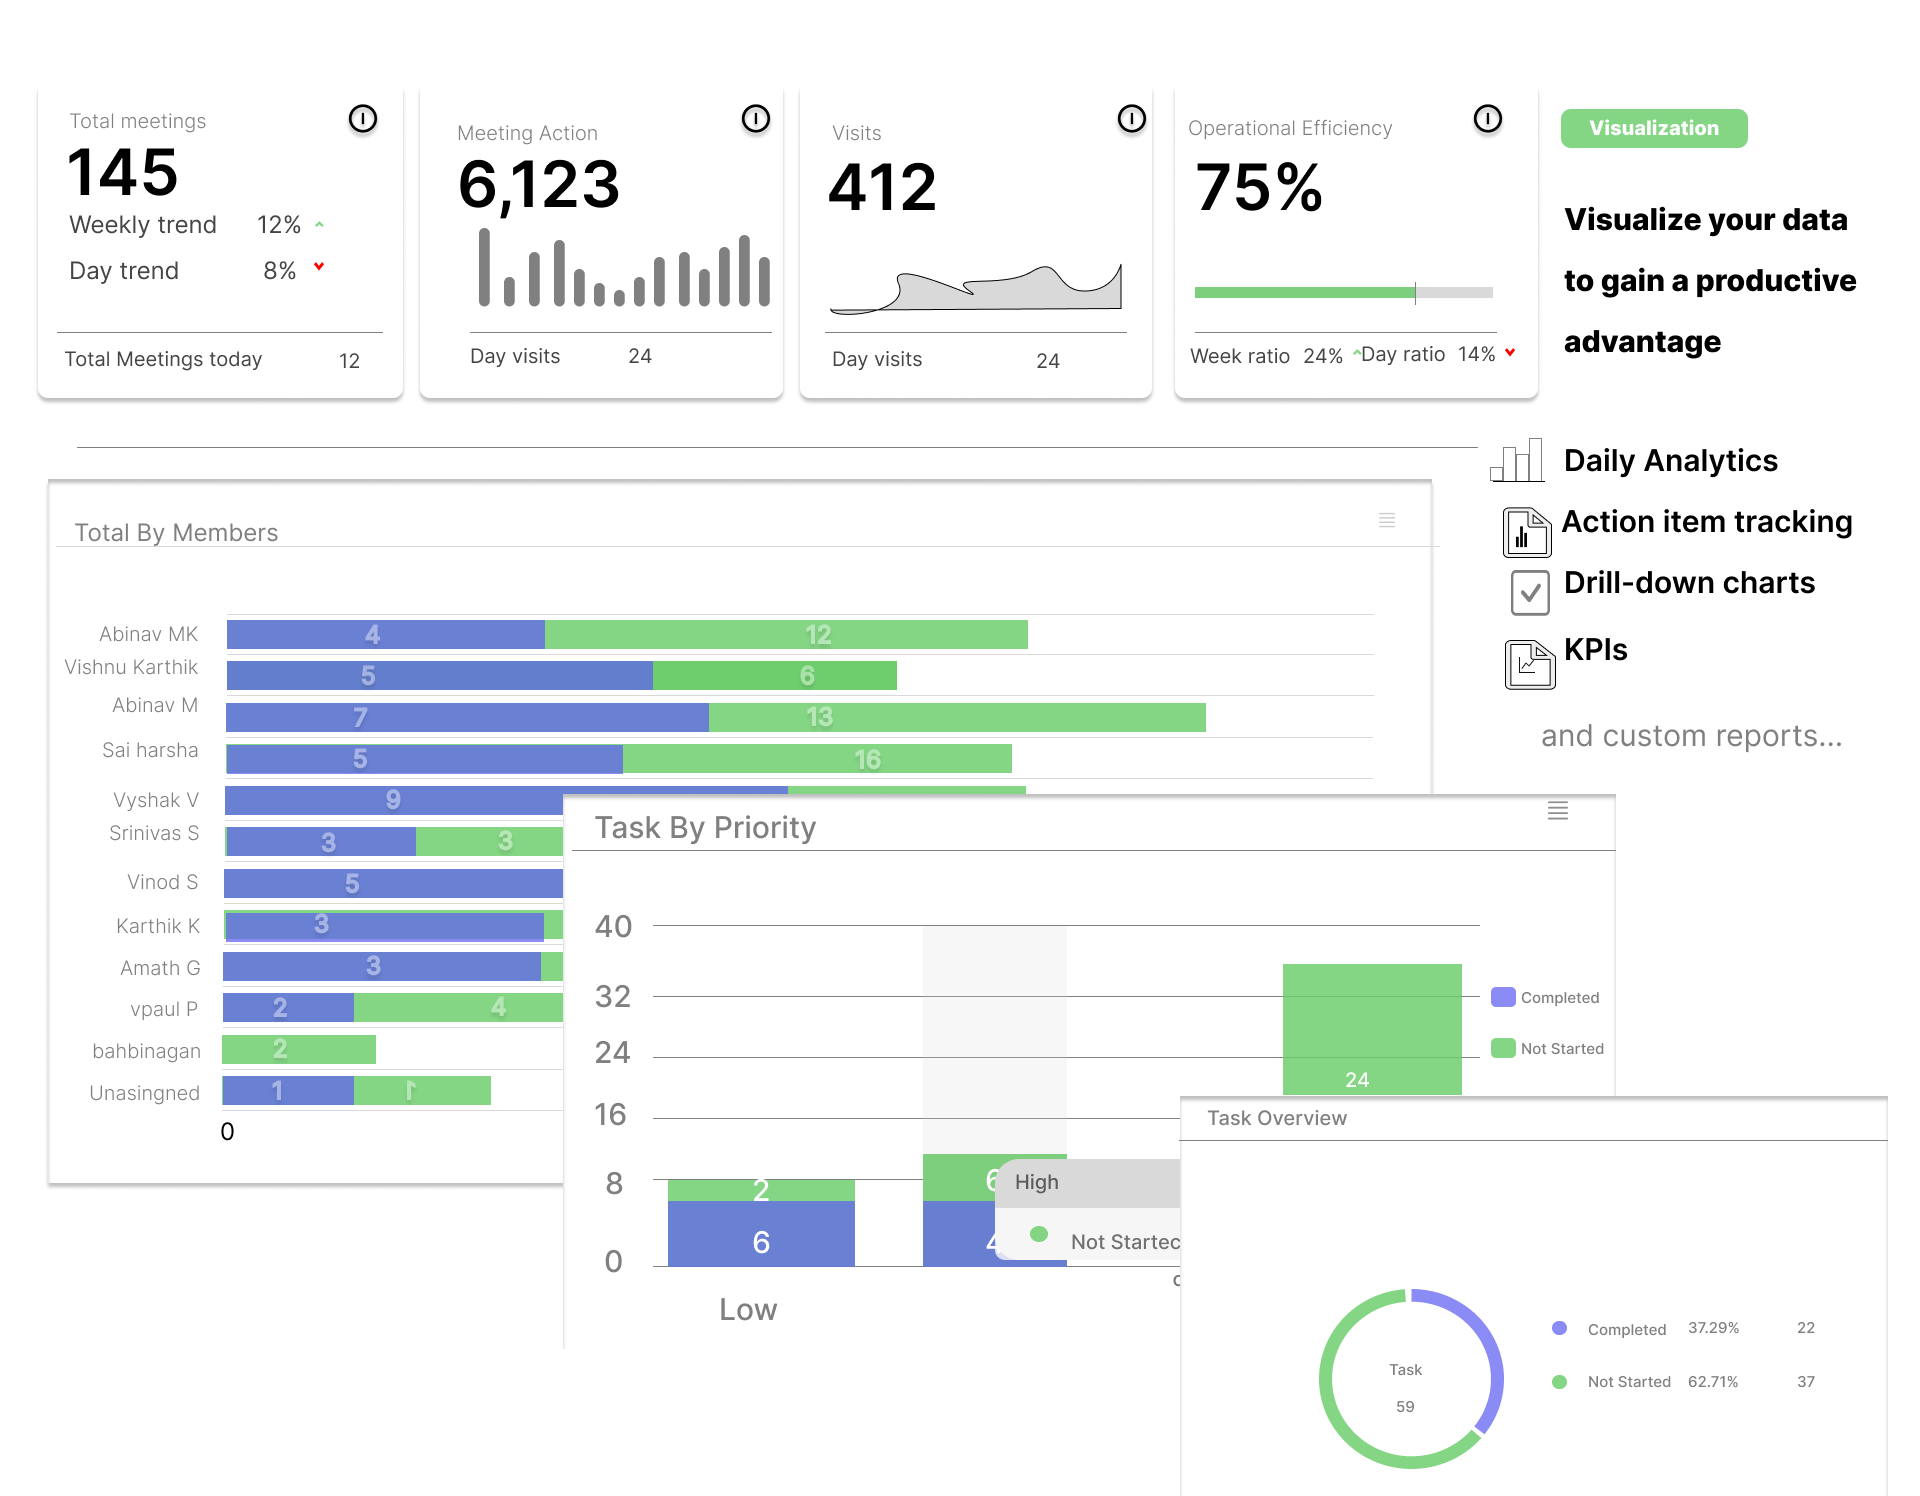 Total meetings
145
Weekly trend 12%
Day trend 8%
Total Meetings today 12
Meeting Action
6,123
Day visits 24
Visits
412
Day visits 24
Operational Efficiency
75%
Week ratio 24% Day ratio 14%
Visualization
Visualize your data
to gain a productive
advantage
Daily Analytics
Action item tracking
Drill-down charts
KPIs
and custom reports...
Total By Members
Abinav MK 4 12
Vishnu Karthik 5 6
Abinav M 7 13
Sai harsha 5 16
Vyshak V 9
Srinivas S 3 3
Vinod S 5
Karthik K 3
Amath G 3
vpaul P 2 4
bahbinagan 2
Unasingned 1 1
0
Task By Priority
40
32
24
16
8
0
24
2
6
6
4
Low
High
Not Started
Completed
Not Started
Task Overview
Task
59
Completed 37.29% 22
Not Started 62.71% 37